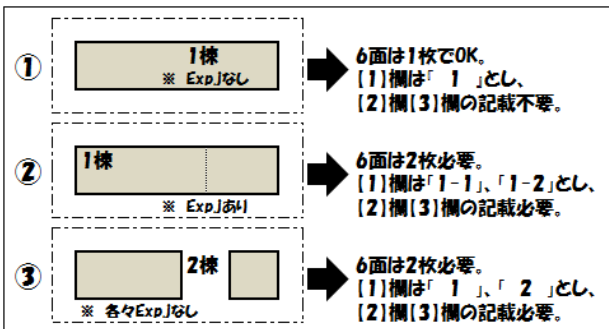 ①
1棟
※ Exp.Jなし
6面は1枚でOK。
【1】欄は「　1　」とし、
【2】欄【3】欄の記載不要。
②
1棟
※ Exp.Jあり
6面は2枚必要。
【1】欄は「1-1」、「1-2」とし、
【2】欄【3】欄の記載必要。
③
2棟
※ 各々Exp.Jなし
6面は2枚必要。
【1】欄は「　1　」、「　2　」とし、
【2】欄【3】欄の記載必要。